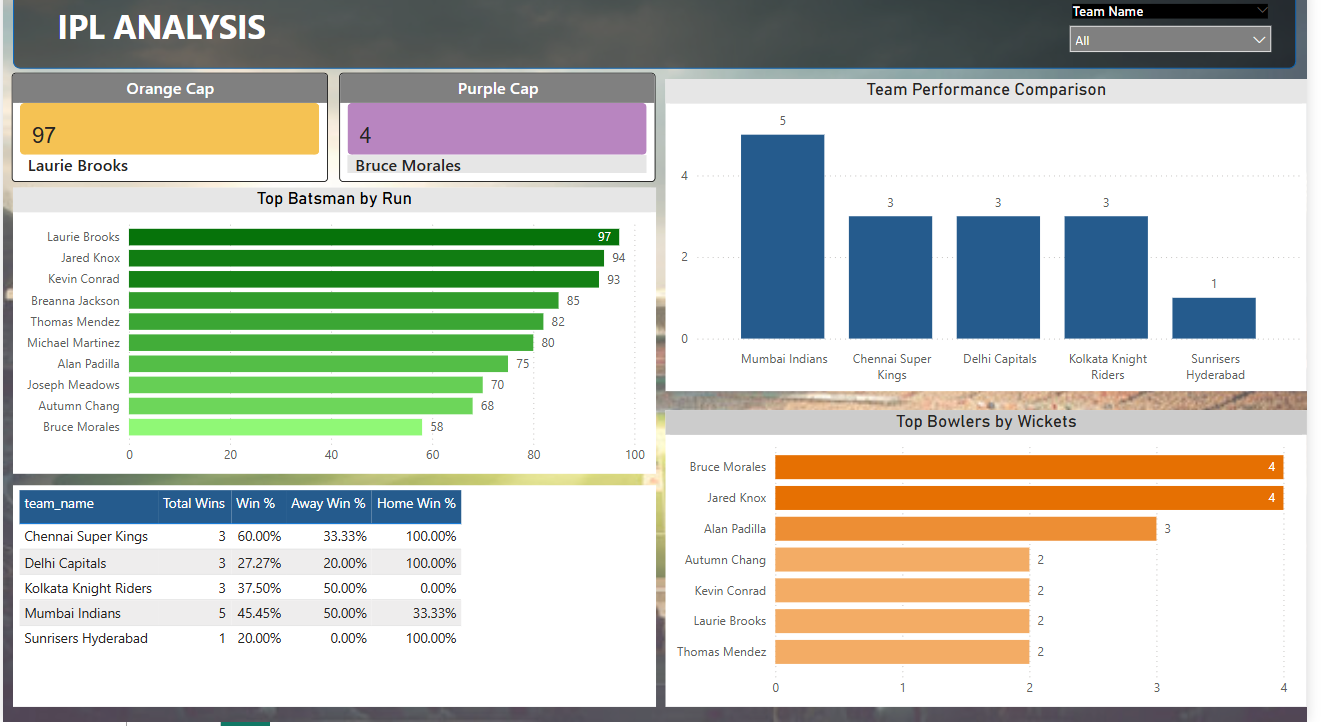 IPL ANALYSIS
Team Name
All
Orange Cap
97
Laurie Brooks
Purple Cap
4
Bruce Morales
Top Batsman by Run
Laurie Brooks 97
Jared Knox 94
Kevin Conrad 93
Breanna Jackson 85
Thomas Mendez 82
Michael Martinez 80
Alan Padilla 75
Joseph Meadows 70
Autumn Chang 68
Bruce Morales 58
0 20 40 60 80 100
team_name Total Wins Win % Away Win % Home Win %
Chennai Super Kings 3 60.00% 33.33% 100.00%
Delhi Capitals 3 27.27% 20.00% 100.00%
Kolkata Knight Riders 3 37.50% 50.00% 0.00%
Mumbai Indians 5 45.45% 50.00% 33.33%
Sunrisers Hyderabad 1 20.00% 0.00% 100.00%
Team Performance Comparison
5
3 3 3
1
4
2
0
Mumbai Indians Chennai Super Delhi Capitals Kolkata Knight Sunrisers
Kings Riders Hyderabad
Top Bowlers by Wickets
Bruce Morales 4
Jared Knox 4
Alan Padilla 3
Autumn Chang 2
Kevin Conrad 2
Laurie Brooks 2
Thomas Mendez 2
0 1 2 3 4